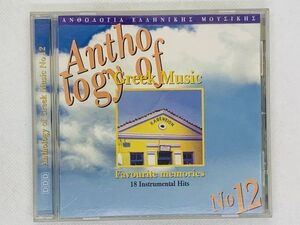 ΑΝΘΟΛΟΓΙΑ ΕΛΛΗΝΙΚΗΣ ΜΟΥΣΙΚΗΣ
Antho
logy of
Greek Music
Favourite memories
18 Instrumental Hits
No 12
DDD Anthology of Greek Music No 12